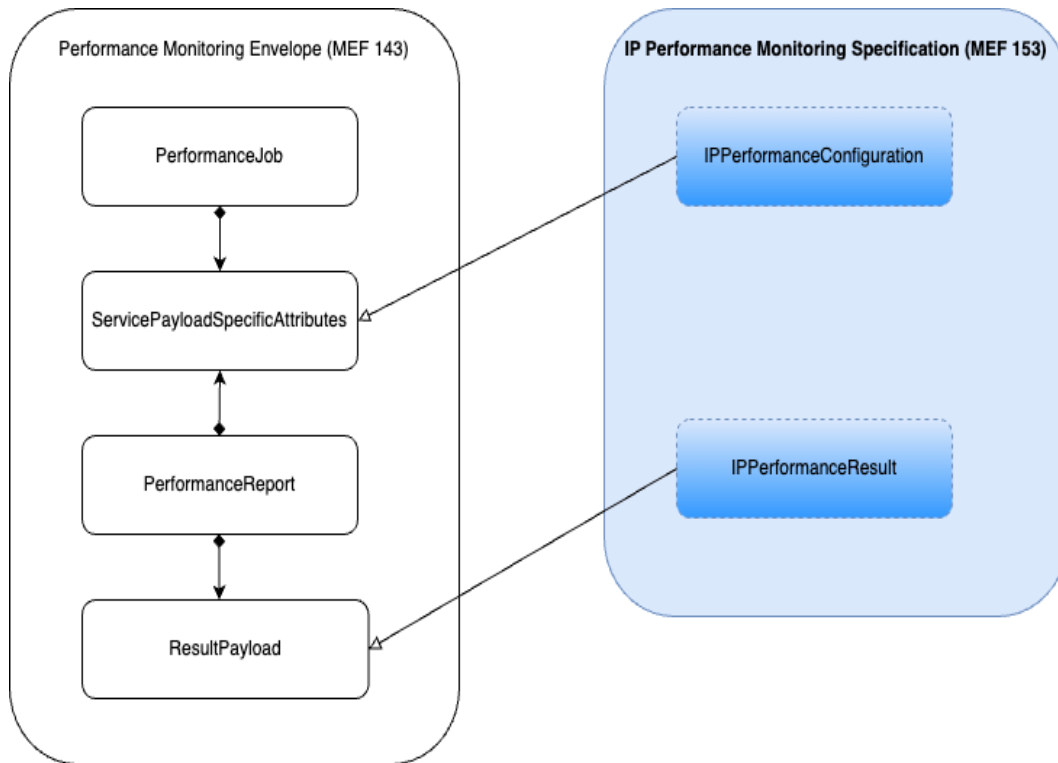 Performance Monitoring Envelope (MEF 143)
PerformanceJob
ServicePayloadSpecificAttributes
PerformanceReport
ResultPayload
IP Performance Monitoring Specification (MEF 153)
IPPerformanceConfiguration
IPPerformanceResult